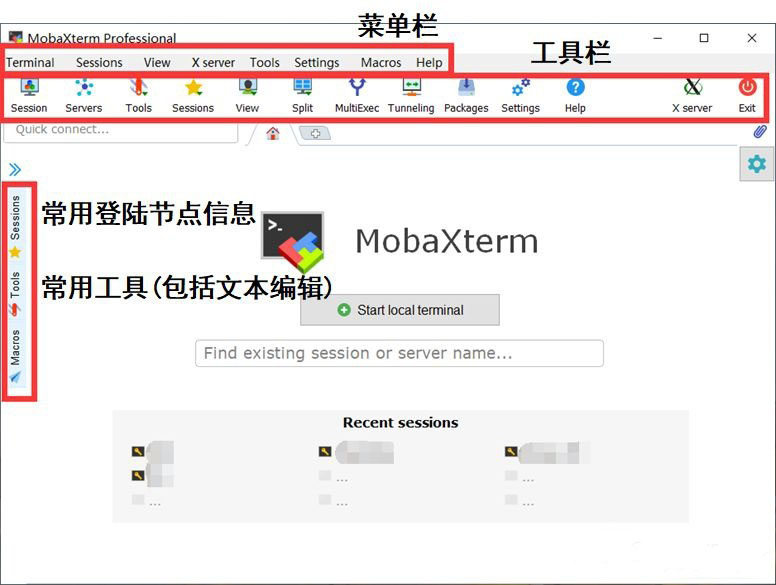 菜单栏
MobaXterm Professional
工具栏
Terminal Sessions View X server Tools Settings Macros Help
Session Servers Tools Sessions View Split MultiExec Tunneling Packages Settings Help X server Exit
Quick connect...
Sessions
常用登陆节点信息
>_
MobaXterm
Tools
常用工具(包括文本编辑)
Start local terminal
Macros
Find existing session or server name...
Recent sessions
... ...
... ... ...